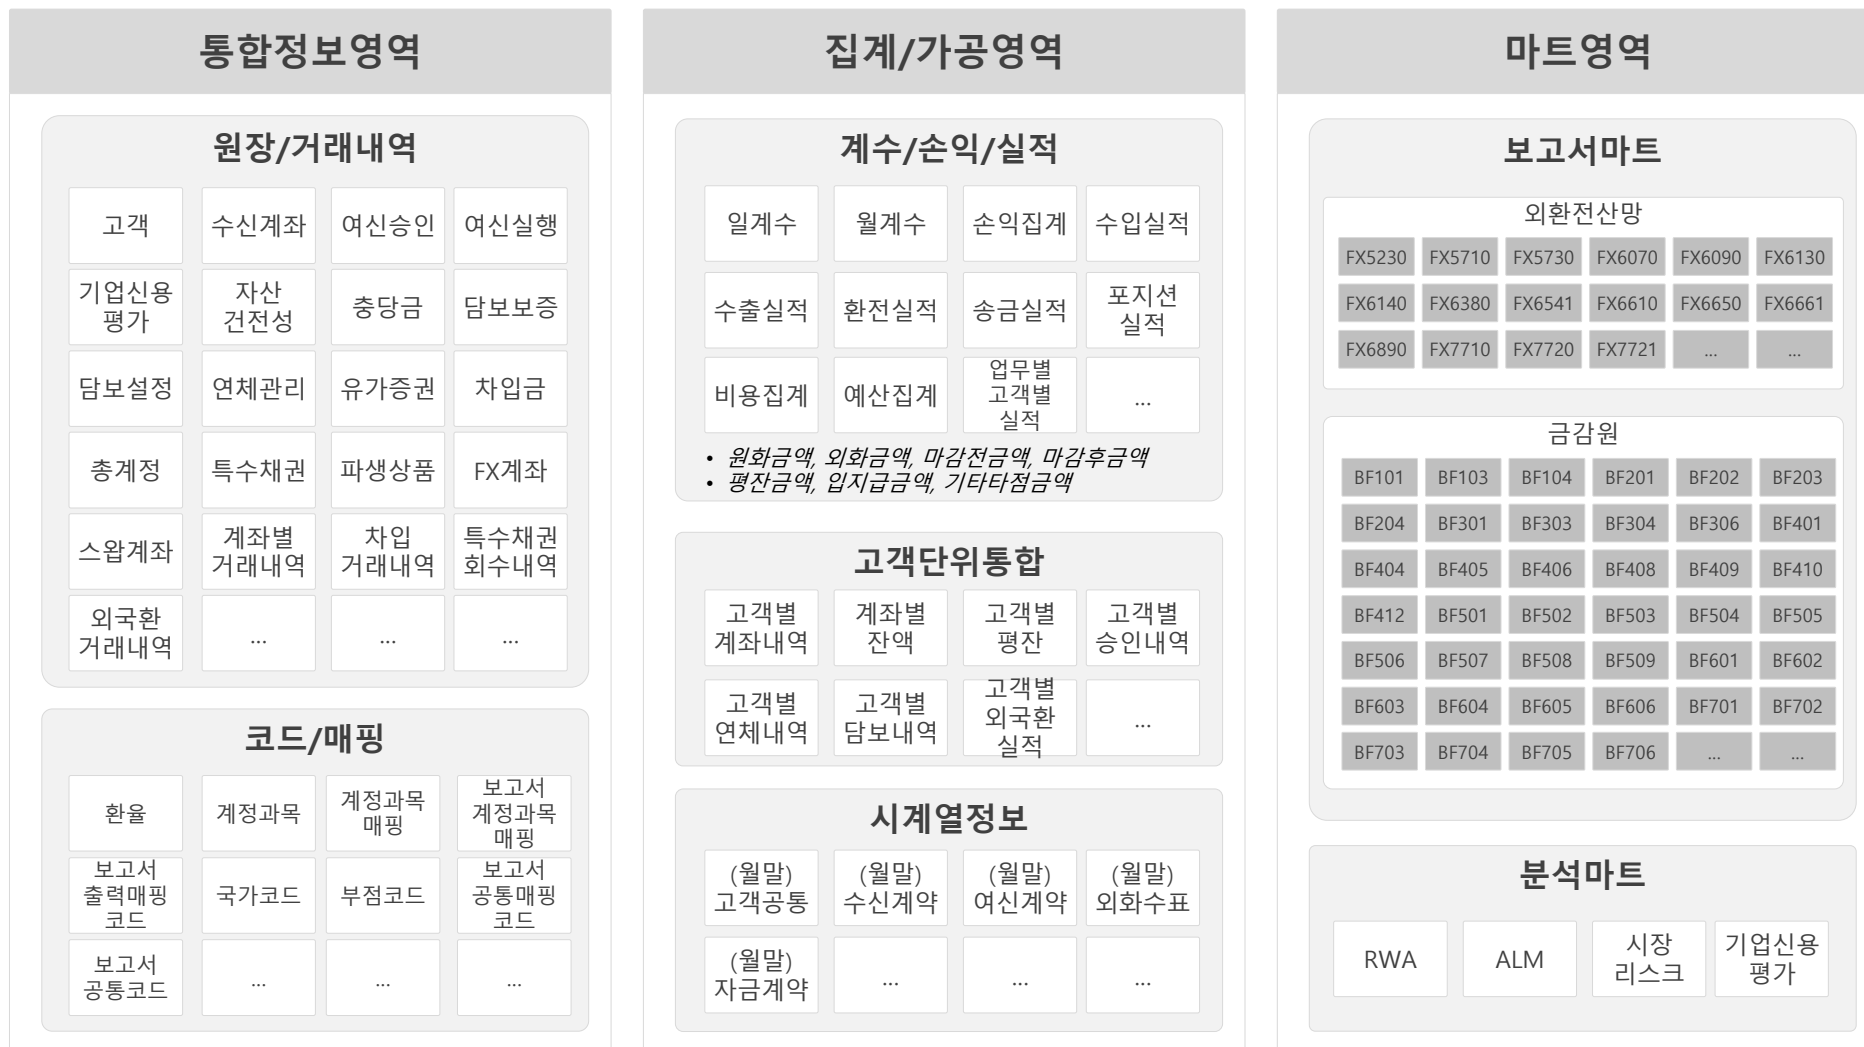 통합정보영역
원장/거래내역
고객
수신계좌
여신승인
여신실행
기업신용
평가
자산
건전성
충당금
담보보증
담보설정
연체관리
유가증권
차입금
총계정
특수채권
파생상품
FX계좌
스왑계좌
계좌별
거래내역
차입
거래내역
특수채권
회수내역
외국환
거래내역
...
...
...
코드/매핑
환율
계정과목
계정과목
매핑
보고서
계정과목
매핑
보고서
출력매핑
코드
국가코드
부점코드
보고서
공통매핑
코드
보고서
공통코드
...
...
...
집계/가공영역
계수/손익/실적
일계수
월계수
손익집계
수입실적
수출실적
환전실적
송금실적
포지션
실적
비용집계
예산집계
업무별
고객별
실적
...
• 원화금액, 외화금액, 마감전금액, 마감후금액
• 평잔금액, 입지급금액, 기타타점금액
고객단위통합
고객별
계좌내역
계좌별
잔액
고객별
평잔
고객별
승인내역
고객별
연체내역
고객별
담보내역
고객별
외국환
실적
...
시계열정보
(월말)
고객공통
(월말)
수신계약
(월말)
여신계약
(월말)
외화수표
(월말)
자금계약
...
...
...
마트영역
보고서마트
외환전산망
FX5230 FX5710 FX5730 FX6070 FX6090 FX6130
FX6140 FX6380 FX6541 FX6610 FX6650 FX6661
FX6890 FX7710 FX7720 FX7721 ... ...
금감원
BF101 BF103 BF104 BF201 BF202 BF203
BF204 BF301 BF303 BF304 BF306 BF401
BF404 BF405 BF406 BF408 BF409 BF410
BF412 BF501 BF502 BF503 BF504 BF505
BF506 BF507 BF508 BF509 BF601 BF602
BF603 BF604 BF605 BF606 BF701 BF702
BF703 BF704 BF705 BF706 ... ...
분석마트
RWA
ALM
시장
리스크
기업신용
평가